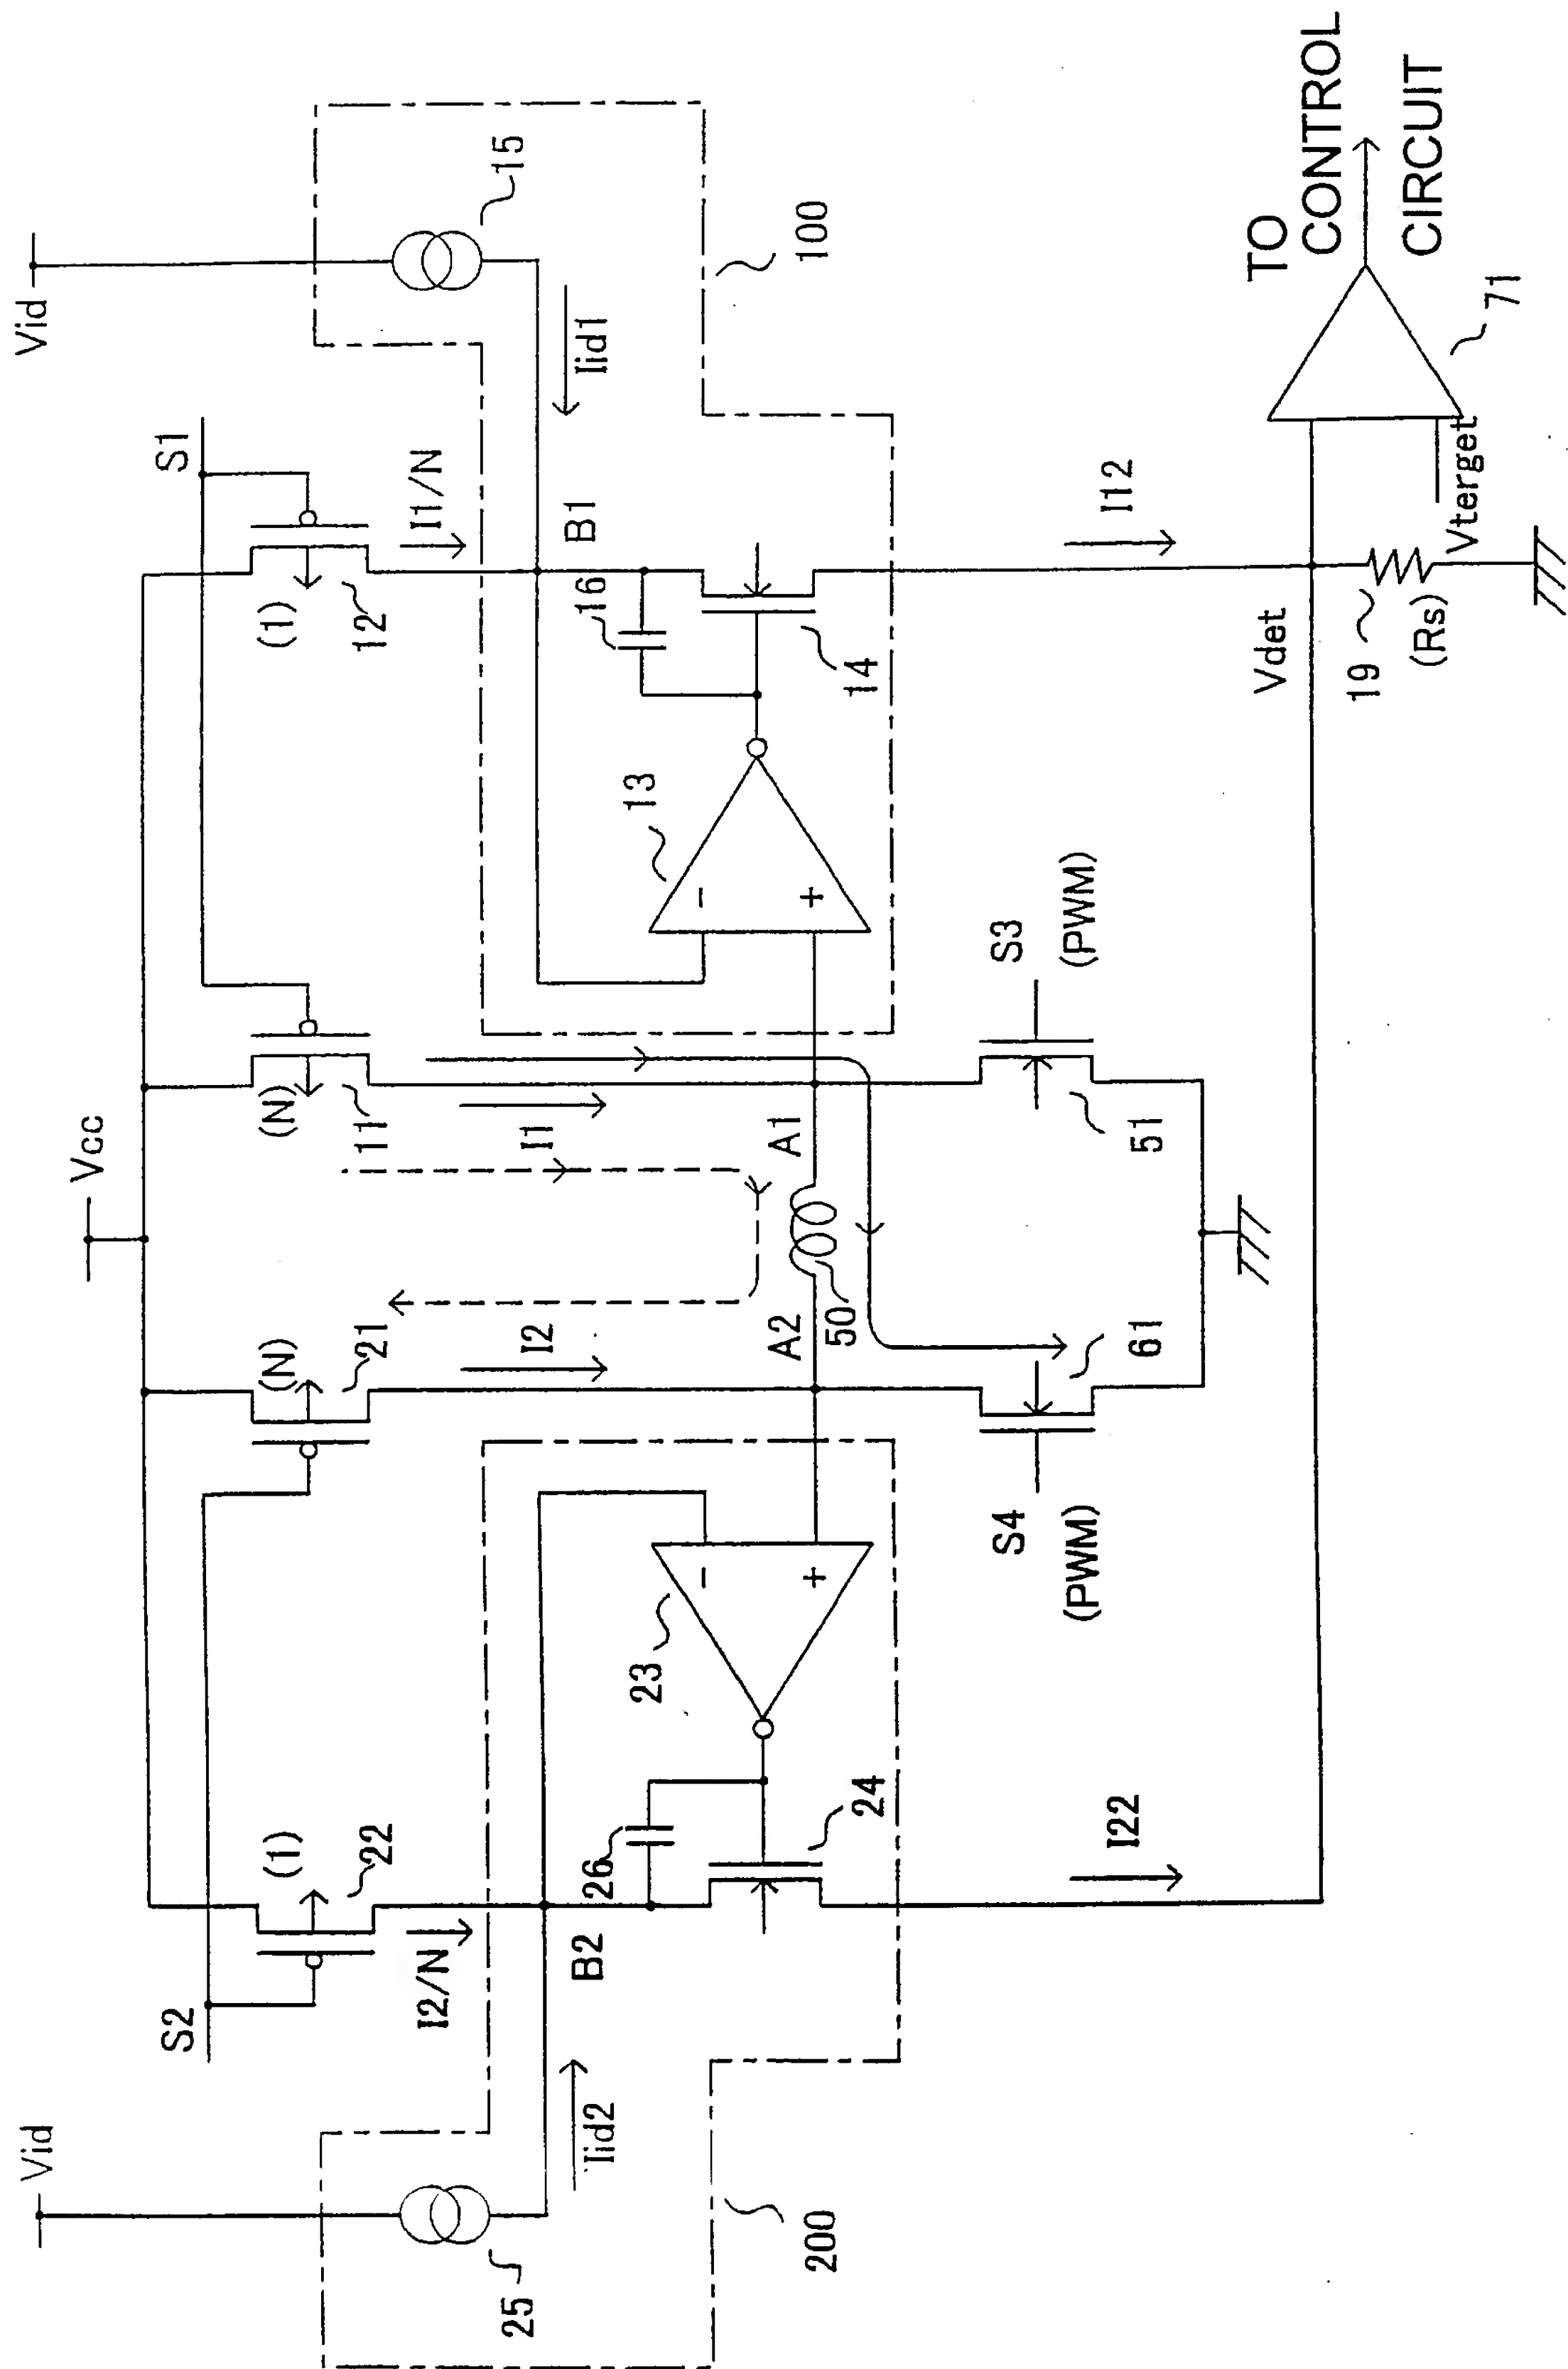 Vid
Vid
Vcc
S2
S1
(1)
22
(N)
21
(N)
11
(1)
12
15
25
I2/N
I2
I1
I1/N
Iid2
Iid1
B2
B1
26
16
23
-
+
13
-
+
100
200
24
14
A2
A1
50
S4
(PWM)
S3
(PWM)
61
51
I22
I12
Vdet
19
(Rs)
Vterget
71
TO
CONTROL
CIRCUIT